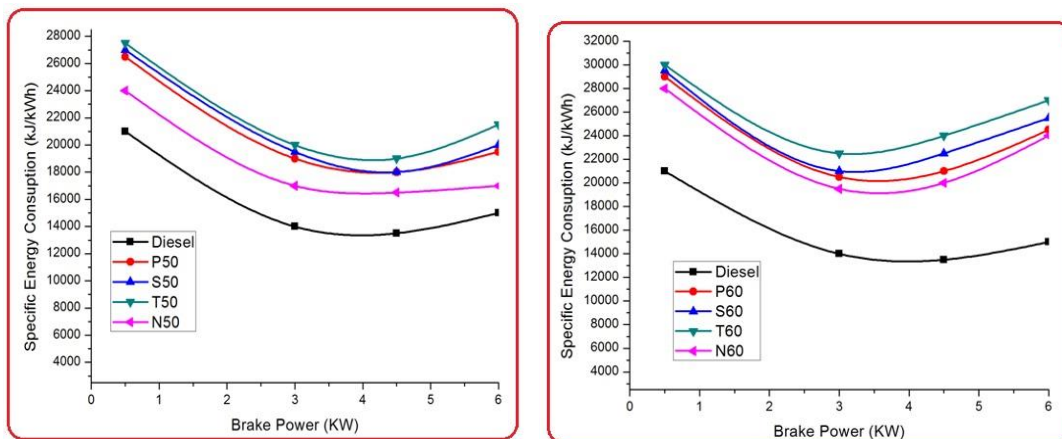 28000
26000
24000
22000
20000
18000
16000
14000
12000
10000
8000
6000
4000
Specific Energy Consuption (kJ/kWh)
Diesel
P50
S50
T50
N50
0 1 2 3 4 5 6
Brake Power (KW)
32000
30000
28000
26000
24000
22000
20000
18000
16000
14000
12000
10000
8000
6000
4000
Specific Energy Consuption (kJ/kWh)
Diesel
P60
S60
T60
N60
0 1 2 3 4 5 6
Brake Power (KW)